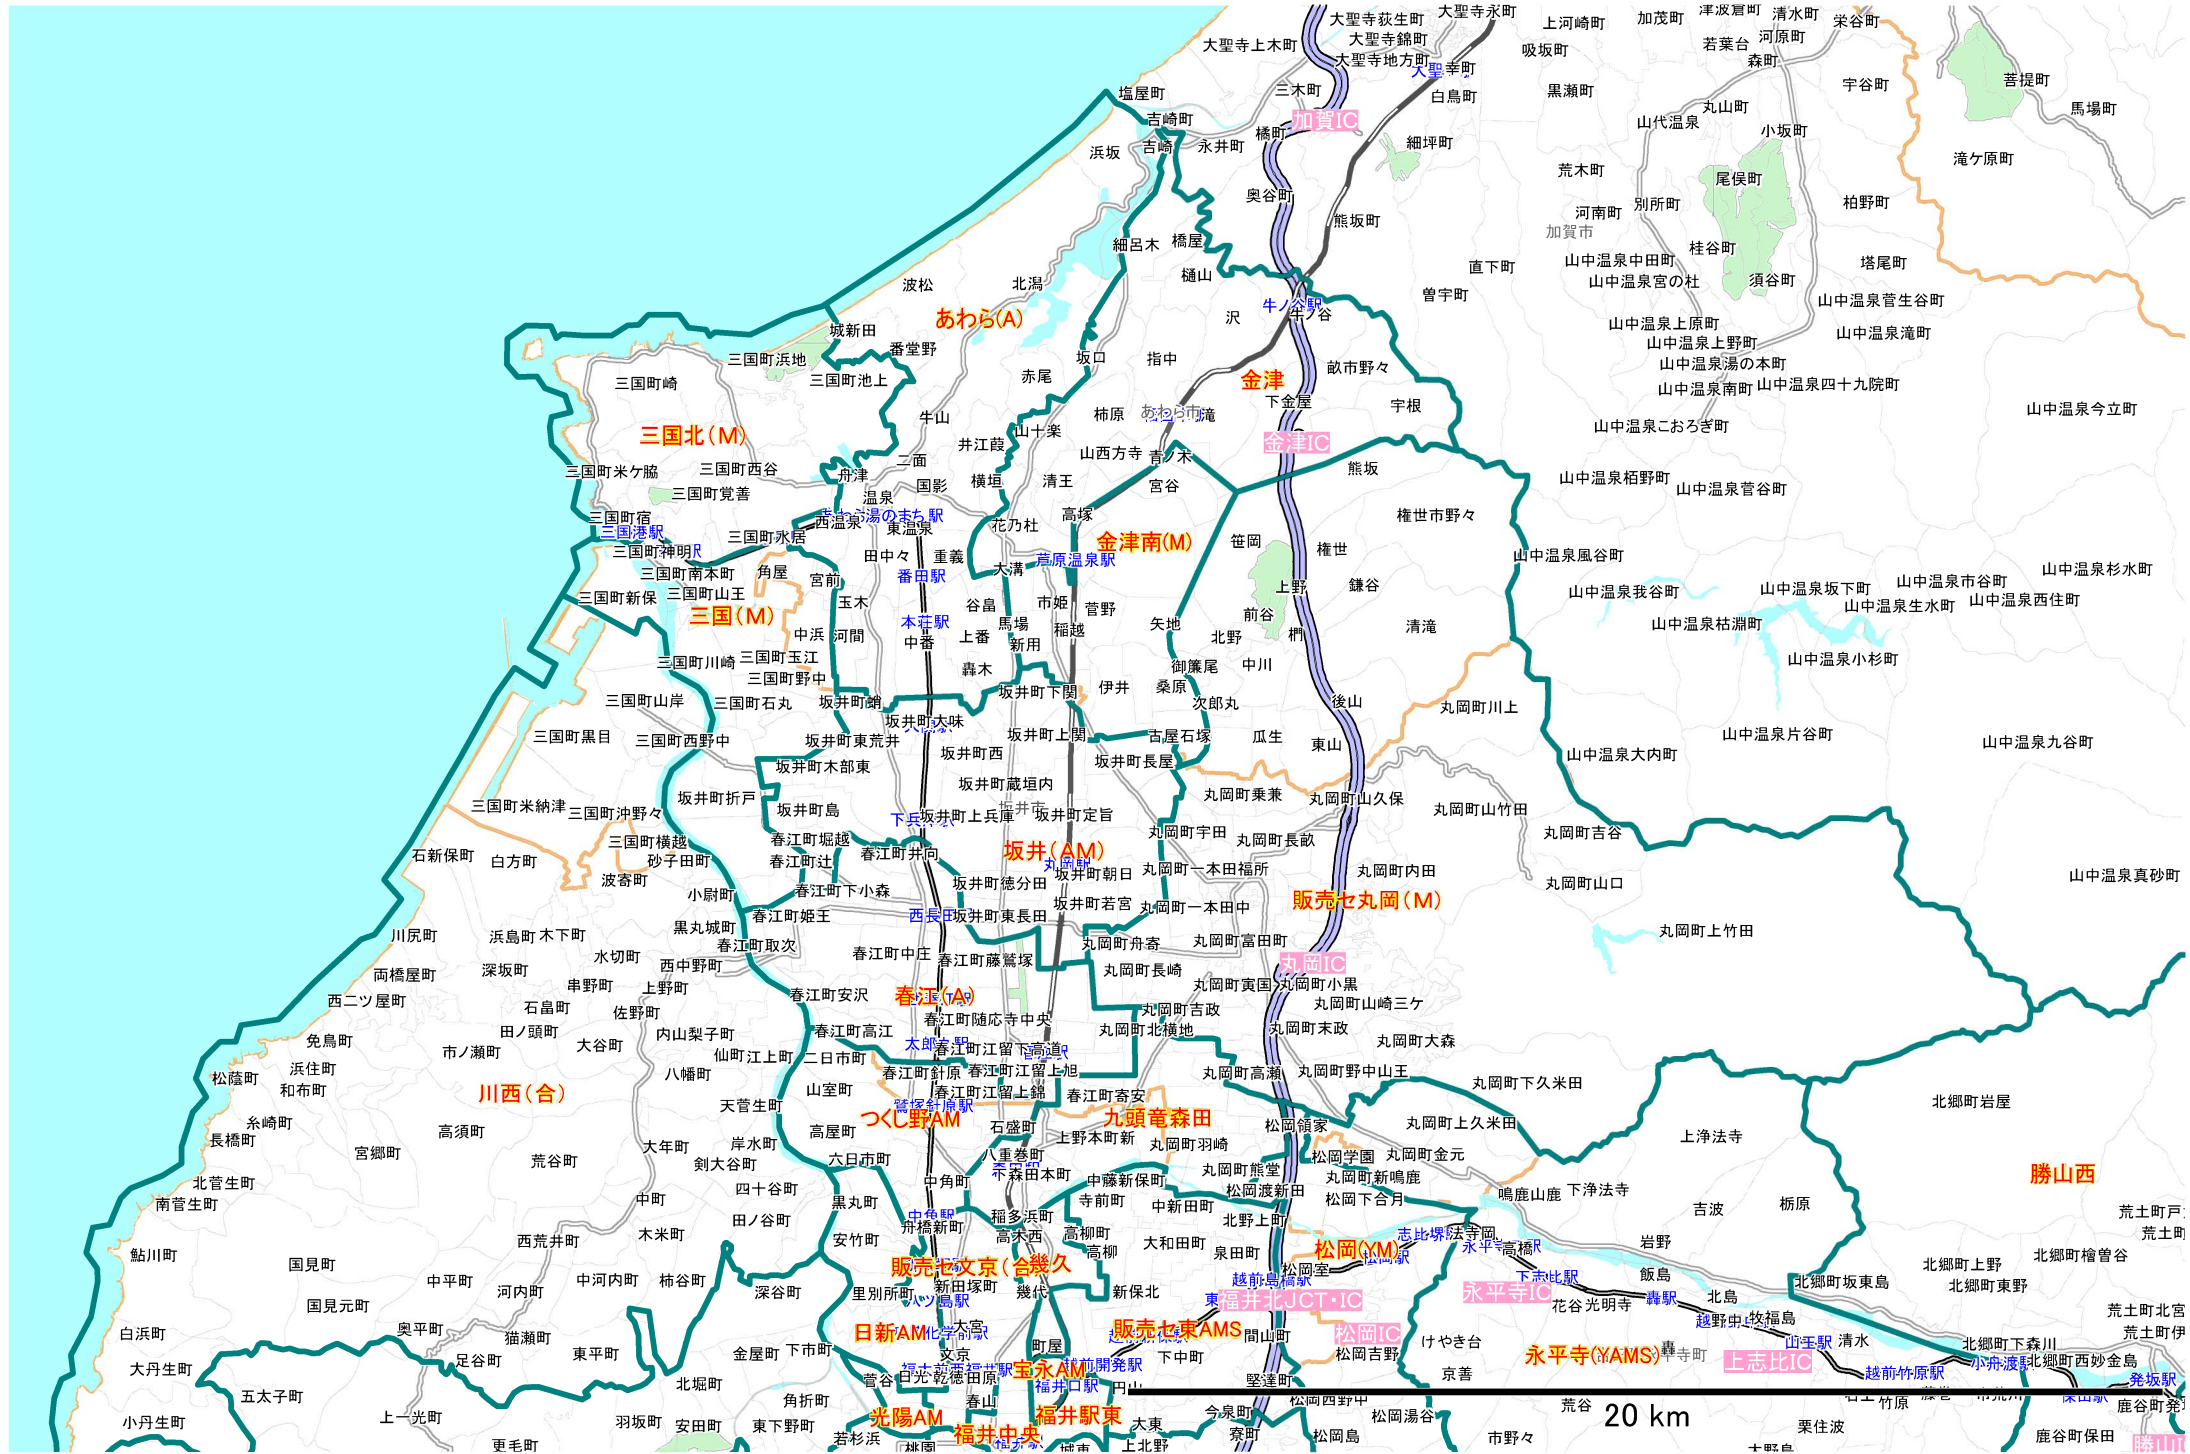 大聖寺荻生町
大聖寺永町
上河崎町
加茂町
津波倉町
清水町
栄谷町
大聖寺上木町
大聖寺錦町
吸坂町
若葉台
河原町
大聖寺地方町
幸町
森町
菩提町
塩屋町
三木町
白鳥町
黒瀬町
丸山町
宇谷町
馬場町
吉崎町
加賀IC
橘町
山代温泉
小坂町
浜坂
吉崎
永井町
細坪町
滝ケ原町
荒木町
尾俣町
奥谷町
熊坂町
河南町
別所町
柏野町
加賀市
細呂木
橋屋
桂谷町
樋山
直下町
山中温泉中田町
塔尾町
波松
北潟
曽宇町
山中温泉宮の杜
須谷町
山中温泉菅生谷町
牛ノ谷駅
牛ノ谷
あわら(A)
沢
山中温泉上原町
山中温泉滝町
城新田
番堂野
山中温泉上野町
三国町浜地
坂口
指中
畝市野々
山中温泉湯の本町
三国町崎
三国町池上
赤尾
金津
山中温泉南町
山中温泉四十九院町
下金屋
宇根
山中温泉今立町
牛山
柿原
あわら市
滝
三国北(M)
山十楽
金津IC
山中温泉こおろぎ町
井江葭
山西方寺
青ノ木
三国町米ケ脇
三国町西谷
舟津
二面
熊坂
三国町覚善
国影
横垣
清王
宮谷
山中温泉栢野町
山中温泉菅谷町
温泉
三国町宿
三国港駅
西温泉
あわら湯のまち駅
東温泉
花乃杜
高塚
権世市野々
三国町神明
三国町水居
金津南(M)
笹岡
権世
山中温泉風谷町
田中々
重義
芦原温泉駅
三国町南本町
角屋
宮前
番田駅
大溝
上野
鎌谷
山中温泉我谷町
山中温泉坂下町
山中温泉市谷町
山中温泉杉水町
三国町新保
三国町山王
玉木
谷畠
市姫
菅野
山中温泉生水町
山中温泉西住町
三国(M)
本荘駅
馬場
稲越
矢地
前谷
山中温泉枯淵町
中浜
河間
中番
上番
新用
北野
椚
清滝
三国町川崎
三国町玉江
轟木
御簾尾
中川
山中温泉小杉町
三国町野中
三国町山岸
三国町石丸
坂井町蛸
坂井町下関
伊井
桑原
次郎丸
後山
丸岡町川上
坂井町大味
三国町黒目
三国町西野中
坂井町東荒井
坂井町上関
古屋石塚
瓜生
東山
山中温泉片谷町
山中温泉九谷町
坂井町木部東
坂井町西
坂井町長屋
山中温泉大内町
坂井町蔵垣内
坂井町折戸
丸岡町乗兼
丸岡町山久保
三国町米納津
三国町沖野々
坂井町島
坂井町上兵庫
坂井市
坂井町定旨
丸岡町山竹田
三国町横越
春江町堀越
坂井(AM)
丸岡町宇田
丸岡町長畝
丸岡町吉谷
石新保町
白方町
砂子田町
春江町辻
春江町井向
丸岡駅
坂井町朝日
丸岡町一本田福所
丸岡町内田
山中温泉真砂町
波寄町
小尉町
春江町下小森
坂井町徳分田
丸岡町山口
販売セ丸岡(M)
黒丸城町
春江町姫王
坂井町東長田
坂井町若宮
丸岡町一本田中
川尻町
浜島町
木下町
春江町取次
丸岡町舟寄
丸岡町富田町
丸岡町上竹田
両橋屋町
深坂町
水切町
西中野町
春江町中庄
春江町藤鷲塚
丸岡町長崎
丸岡IC
西二ツ屋町
串野町
上野町
春江町安沢
春江(A)
丸岡町寅国
丸岡町小黒
石畠町
佐野町
丸岡町山崎三ケ
免鳥町
田ノ頭町
内山梨子町
春江町高江
春江町随応寺中央
丸岡町吉政
丸岡町北横地
丸岡町末政
市ノ瀬町
大谷町
仙町
江上町
二日市町
春江町江留下高道
丸岡町大森
松蔭町
浜住町
八幡町
春江町針原
春江町江留上旭
丸岡町高瀬
丸岡町野中山王
丸岡町下久米田
和布町
川西(合)
山室町
春江町江留上錦
春江町寄安
北郷町岩屋
糸崎町
天菅生町
鷲塚針原駅
つくし野AM
九頭竜森田
松岡領家
丸岡町上久米田
長橋町
高須町
大年町
岸水町
高屋町
石盛町
上野本町新
丸岡町羽崎
上浄法寺
宮郷町
荒谷町
剣大谷町
六日市町
八重巻町
松岡学園
丸岡町金元
北菅生町
四十谷町
中角町
下森田本町
中藤新保町
丸岡町熊堂
丸岡町新鳴鹿
勝山西
南菅生町
中町
黒丸町
寺前町
中新田町
松岡渡新田
松岡下合月
鳴鹿山鹿
下浄法寺
栃原
田ノ谷町
中角駅
稲多浜町
北野上町
吉波
鮎川町
国見町
西荒井町
木米町
安竹町
舟橋新町
高木西
高柳町
高柳
大和田町
泉田町
松岡(YM)
志比堺駅
法寺岡
高橋
岩野
北郷町上野
北郷町檜曽谷
中平町
河内町
中河内町
柿谷町
深谷町
里別所町
販売セ文京(合)
幾久
新田塚町
幾代
新保北
越前島橋駅
松岡室
松岡駅
下志比駅
飯島
北郷町坂東島
北郷町東野
国見元町
八ツ島駅
福井北JCT・IC
永平寺IC
花谷
光明寺
轟駅
北島
白浜町
奥平町
猫瀬町
日新AM
大宮
町屋
販売セ東AMS
間山町
松岡IC
けやき台
野中
牧福島
山王駅
清水
北郷町下森川
大丹生町
足谷町
東平町
金屋町
下市町
文京
宝永AM
越前開発駅
下中町
松岡吉野
京善
永平寺(YAMS)
轟
上志比IC
越前竹原駅
小舟渡駅
北郷町西妙金島
五太子町
北堀町
菅谷
日光
乾徳
田原
福井口駅
円山
堅達町
発坂駅
小丹生町
上一光町
羽坂町
安田町
角折町
東下野町
光陽AM
春山
福井駅東
大東
今泉町
松岡西野中
松岡湯谷
荒谷
20 km
竹原
栗住波
更毛町
若杉浜
桃園
福井中央
城東
上北野
寮町
松岡島
市野々
鹿谷町保田